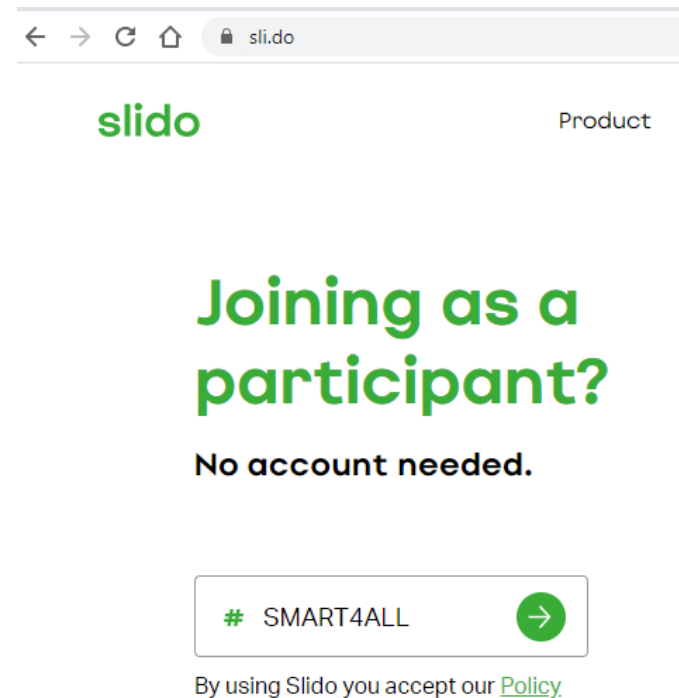 sli.do
slido
Product
Joining as a
participant?
No account needed.
# SMART4ALL
By using Slido you accept our Policy